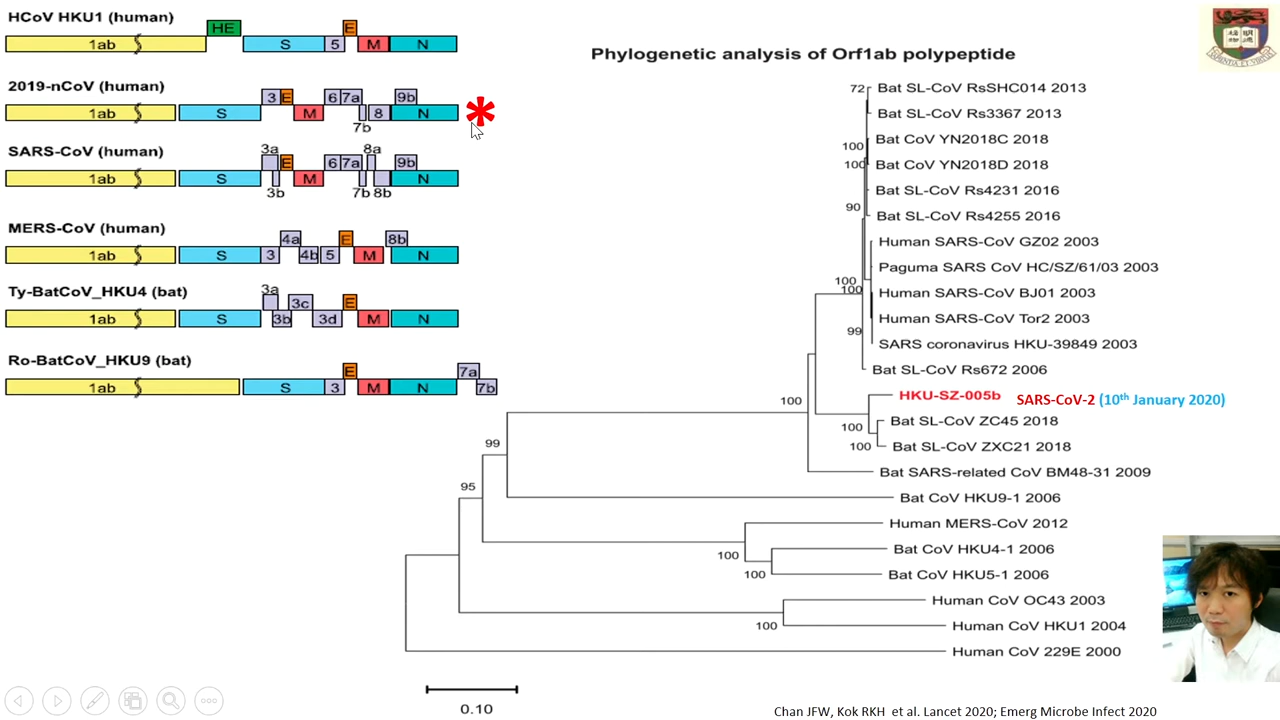 HCoV HKU1 (human)
HE E
1ab S 5 M N
2019-nCoV (human)
3 E 6 7a 9b
1ab S M 8 N
7b
SARS-CoV (human)
3a 8a
E 6 7a 9b
1ab S M N
3b 7b 8b
MERS-CoV (human)
4a E 8b
1ab S 3 4b 5 M N
Ty-BatCoV_HKU4 (bat)
3a
3c E
1ab S 3b 3d M N
Ro-BatCoV_HKU9 (bat)
E 7a
1ab S 3 M N 7b
Phylogenetic analysis of Orf1ab polypeptide
72 Bat SL-CoV RsSHC014 2013
Bat SL-CoV Rs3367 2013
Bat CoV YN2018C 2018
100
Bat CoV YN2018D 2018
100
Bat SL-CoV Rs4231 2016
90
Bat SL-CoV Rs4255 2016
Human SARS-CoV GZ02 2003
Paguma SARS CoV HC/SZ/61/03 2003
100
100
Human SARS-CoV BJ01 2003
Human SARS-CoV Tor2 2003
99
SARS coronavirus HKU-39849 2003
Bat SL-CoV Rs672 2006
HKU-SZ-005b SARS-CoV-2 (10th January 2020)
100
Bat SL-CoV ZC45 2018
100
Bat SL-CoV ZXC21 2018
100
Bat SARS-related CoV BM48-31 2009
99
Bat CoV HKU9-1 2006
95
Human MERS-CoV 2012
Bat CoV HKU4-1 2006
100
Bat CoV HKU5-1 2006
100
Human CoV OC43 2003
Human CoV HKU1 2004
100
Human CoV 229E 2000
0.10
Chan JFW, Kok RKH et al. Lancet 2020; Emerg Microbe Infect 2020